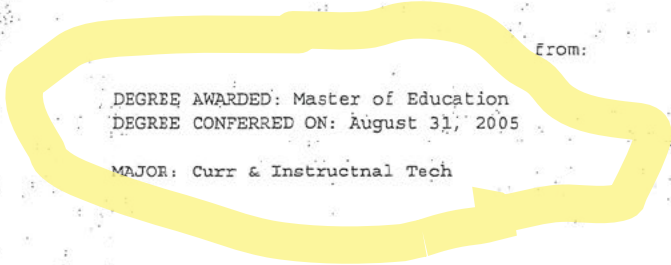 from:
DEGREE AWARDED: Master of Education
DEGREE CONFERRED ON: August 31, 2005
MAJOR: Curr & Instructnal Tech